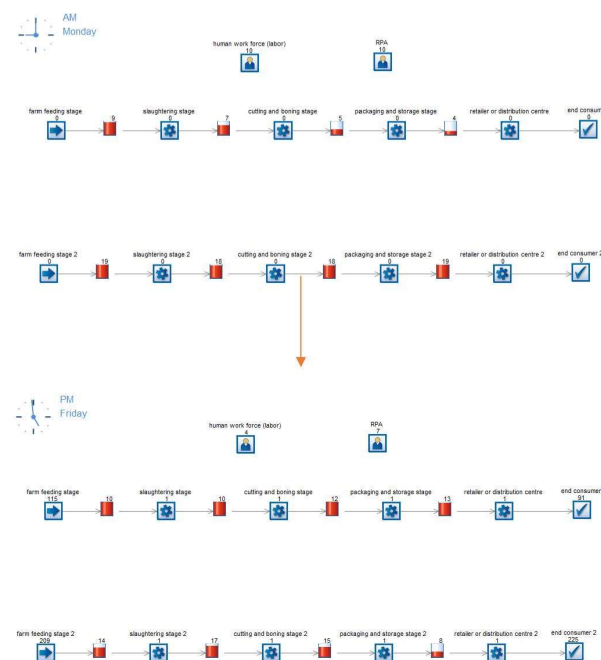 AM
Monday
human work force (labor)
10
RPA
10
farm feeding stage
0
9
slaughtering stage
0
7
cutting and boning stage
0
5
packaging and storage stage
0
4
retailer or distribution centre
0
end consum
0
farm feeding stage 2
0
19
slaughtering stage 2
0
18
cutting and boning stage 2
0
18
packaging and storage stage 2
0
19
retailer or distribution centre 2
0
end consumer 2
0
PM
Friday
human work force (labor)
4
RPA
7
farm feeding stage
115
10
slaughtering stage
1
10
cutting and boning stage
1
12
packaging and storage stage
1
13
retailer or distribution centre
1
end consumer
91
farm feeding stage 2
209
14
slaughtering stage 2
1
17
cutting and boning stage 2
1
15
packaging and storage stage 2
1
8
retailer or distribution centre 2
1
end consumer 2
225